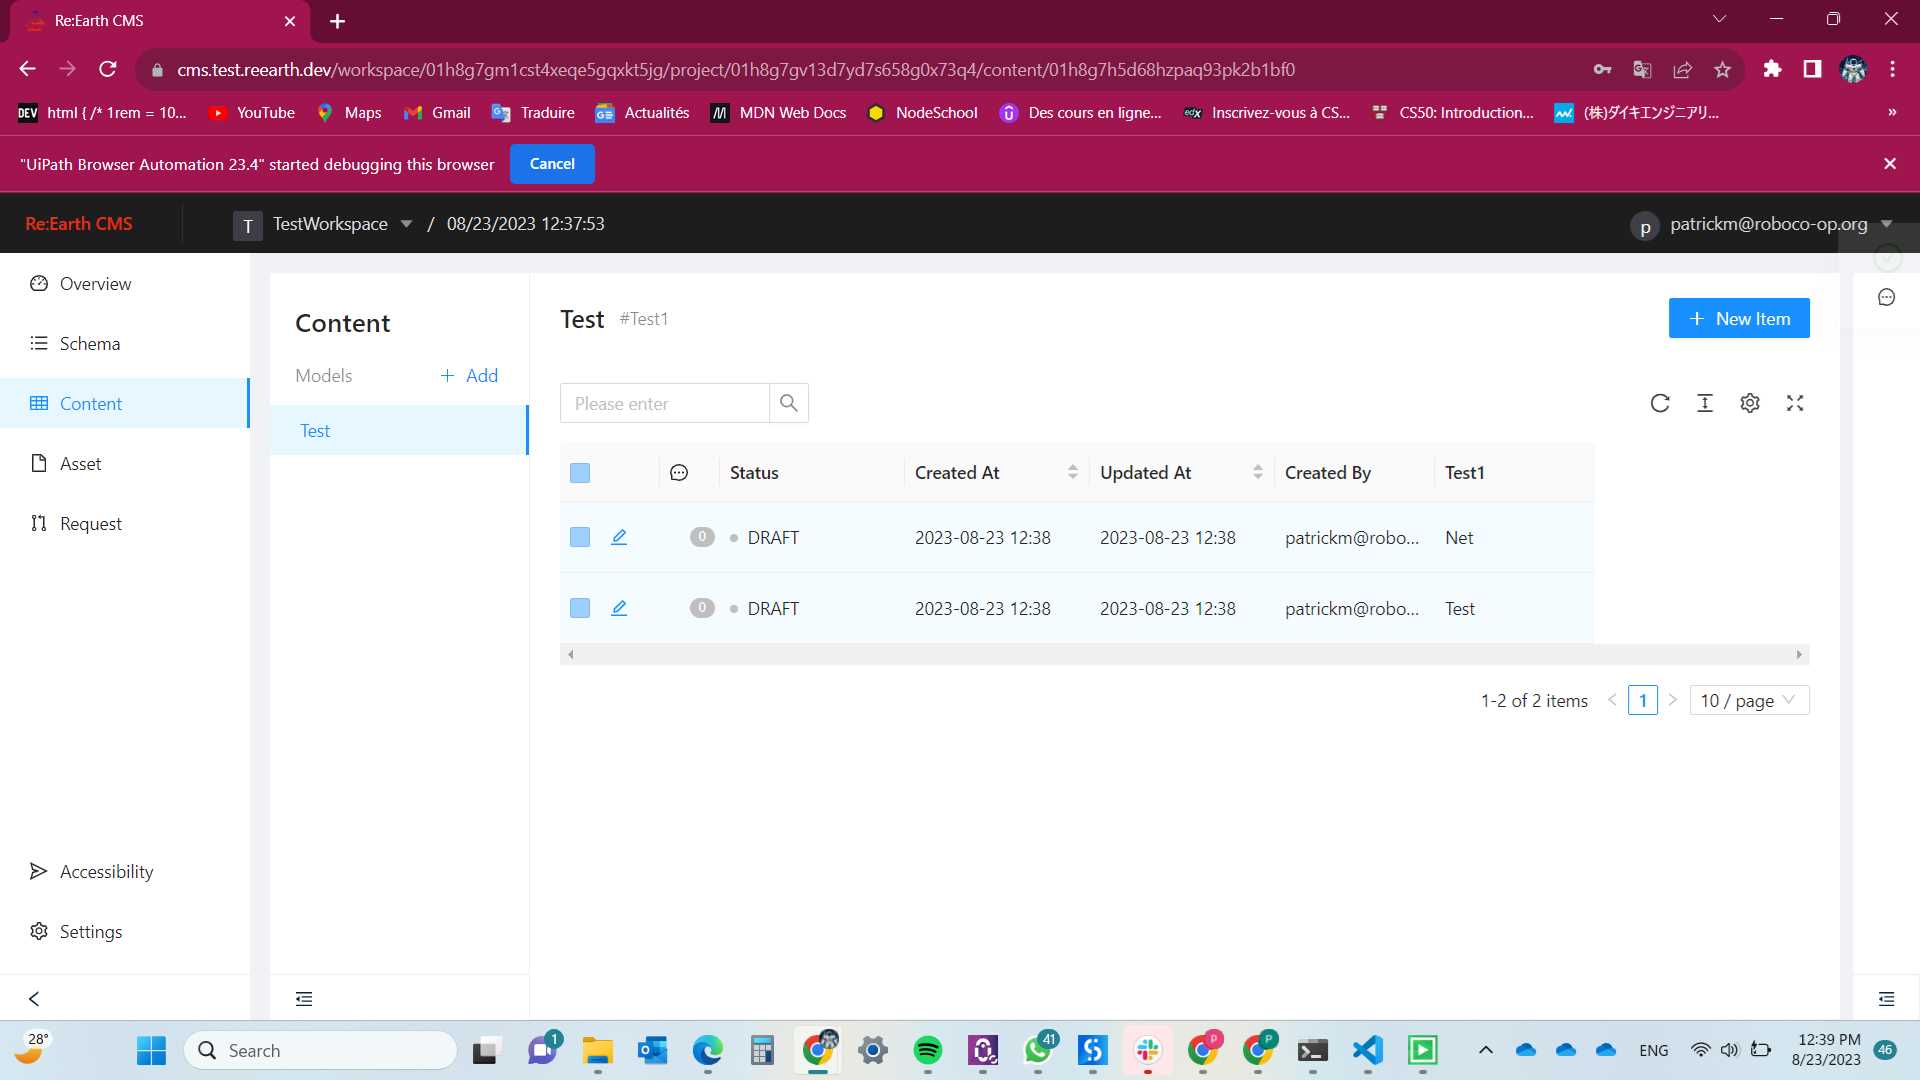 Re:Earth CMS
cms.test.reearth.dev/workspace/01h8g7gm1cst4xeqe5gqxkt5jg/project/01h8g7gv13d7yd7s658g0x73q4/content/01h8g7h5d68hzpaq93pk2b1bf0
DEV html { /* 1rem = 10... YouTube Maps Gmail Traduire Actualités MDN Web Docs NodeSchool Des cours en ligne... edX Inscrivez-vous à CS... CS50: Introduction... (株)ダイキエンジニアリ... »
"UiPath Browser Automation 23.4" started debugging this browser Cancel
Re:Earth CMS T TestWorkspace / 08/23/2023 12:37:53 p patrickm@roboco-op.org
Overview
Schema
Content
Asset
Request
Accessibility
Settings
Content
Models + Add
Test
Test #Test1 + New Item
Please enter
Status Created At Updated At Created By Test1
0 DRAFT 2023-08-23 12:38 2023-08-23 12:38 patrickm@robo... Net
0 DRAFT 2023-08-23 12:38 2023-08-23 12:38 patrickm@robo... Test
1-2 of 2 items < 1 > 10 / page
28° Search 1 41 P P ENG 12:39 PM 46
8/23/2023